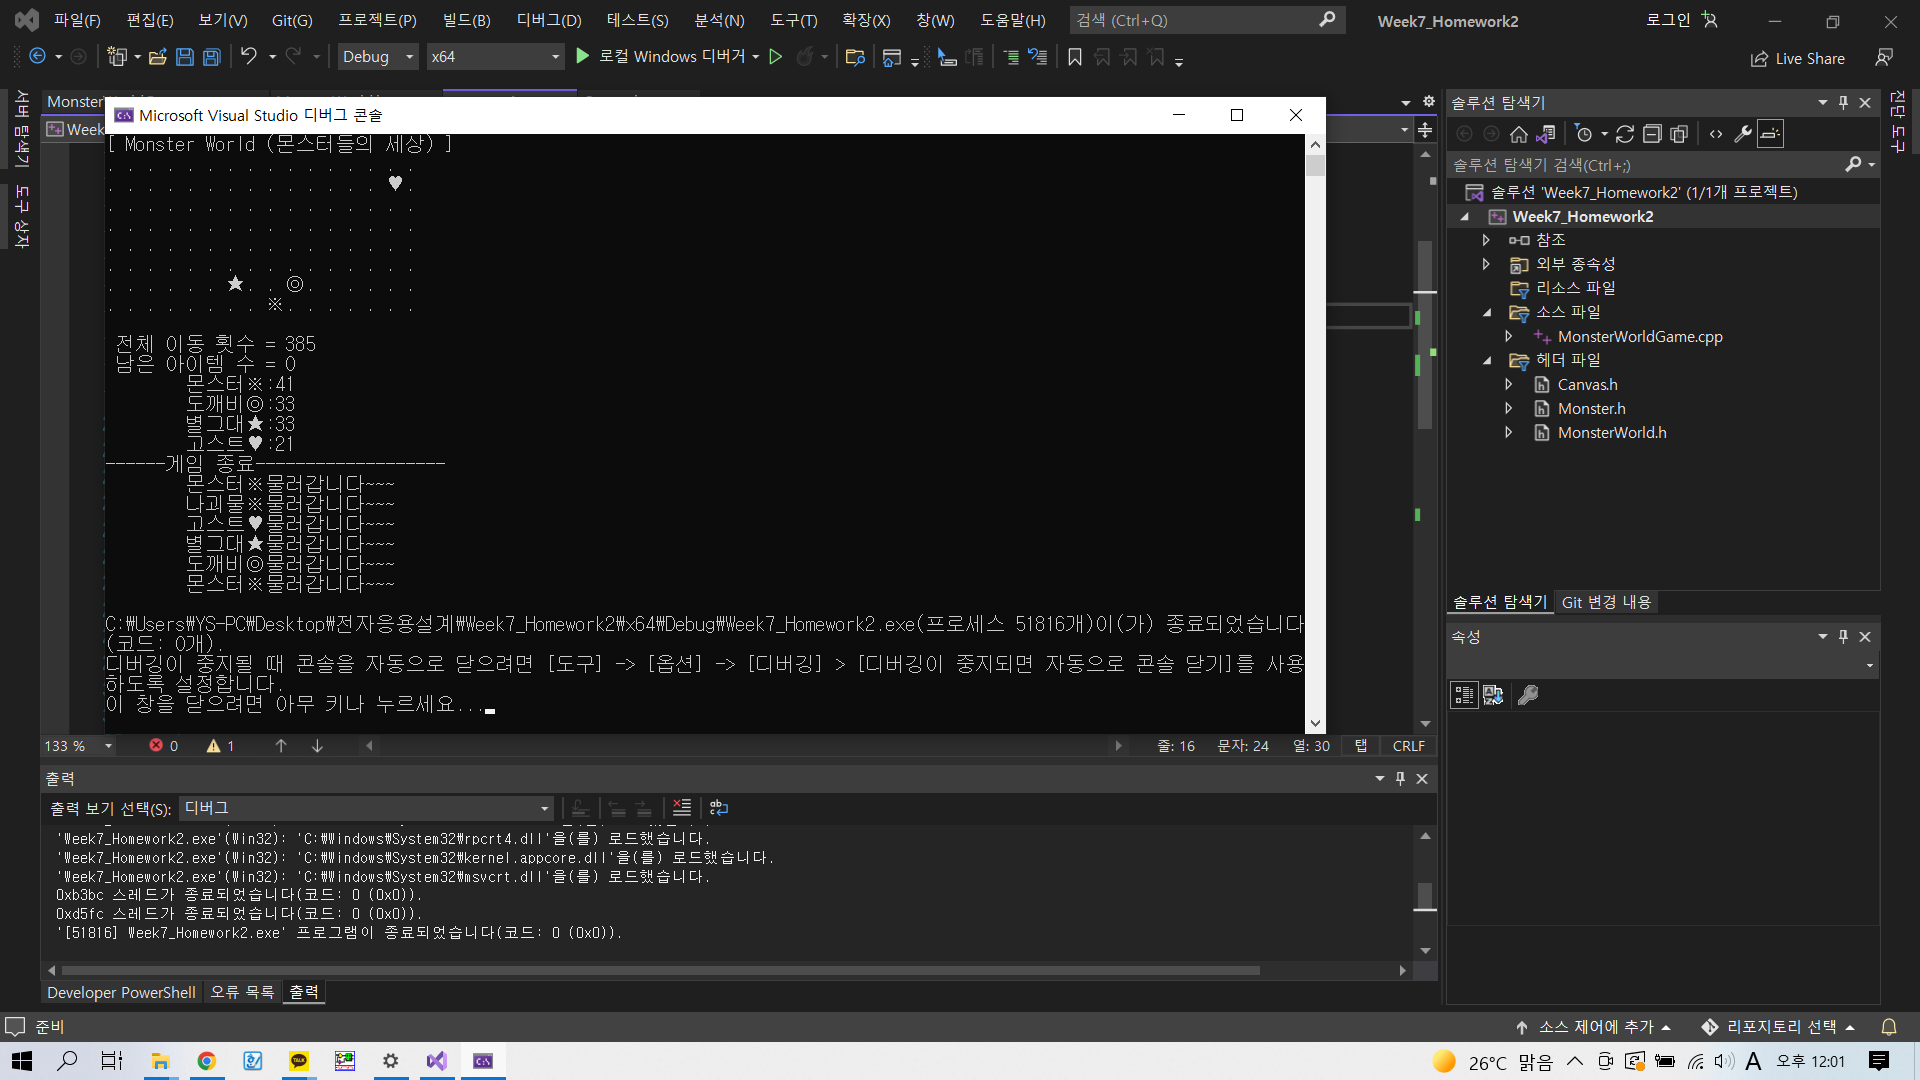 파일(F) 편집(E) 보기(V) Git(G) 프로젝트(P) 빌드(B) 디버그(D) 테스트(S) 분석(N) 도구(T) 확장(X) 창(W) 도움말(H) 검색 (Ctrl+Q) Week7_Homework2 로그인
Debug x64 로컬 Windows 디버거 Live Share
서버 탐색기
도구 상자
Monster
Week
Microsoft Visual Studio 디버그 콘솔
[ Monster World (몬스터들의 세상) ]
. . . . . . . . . . . . . . . .
. . . . . . . . . . . . . . ♥.
. . . . . . . . . . . . . . . .
. . . . . . . . . . . . . . . .
. . . . . . . . . . . . . . . .
. . . . . . . . . . . . . . . .
. . . . . . ★. . ◎. . . . . .
. . . . . . . . ※. . . . . . .
전체 이동 횟수 = 385
남은 아이템 수 = 0
몬스터※:41
도깨비◎:33
별그대★:33
고스트♥:21
------게임 종료-------------------
몬스터※물러갑니다~~~
나괴물※물러갑니다~~~
고스트♥물러갑니다~~~
별그대★물러갑니다~~~
도깨비◎물러갑니다~~~
몬스터※물러갑니다~~~
C:₩Users₩YS-PC₩Desktop₩전자응용설계₩Week7_Homework2₩x64₩Debug₩Week7_Homework2.exe(프로세스 51816개)이(가) 종료되었습니다
(코드: 0개).
디버깅이 중지될 때 콘솔을 자동으로 닫으려면 [도구] -> [옵션] -> [디버깅] > [디버깅이 중지되면 자동으로 콘솔 닫기]를 사용
하도록 설정합니다.
이 창을 닫으려면 아무 키나 누르세요...
133 % 0 1 줄: 16 문자: 24 열: 30 탭 CRLF
출력
출력 보기 선택(S): 디버그
'Week7_Homework2.exe'(Win32): 'C:₩Windows₩System32₩rpcrt4.dll'을(를) 로드했습니다.
'Week7_Homework2.exe'(Win32): 'C:₩Windows₩System32₩kernel.appcore.dll'을(를) 로드했습니다.
'Week7_Homework2.exe'(Win32): 'C:₩Windows₩System32₩msvcrt.dll'을(를) 로드했습니다.
0xb3bc 스레드가 종료되었습니다(코드: 0 (0x0)).
0xd5fc 스레드가 종료되었습니다(코드: 0 (0x0)).
'[51816] Week7_Homework2.exe' 프로그램이 종료되었습니다(코드: 0 (0x0)).
Developer PowerShell 오류 목록 출력
솔루션 탐색기
솔루션 탐색기 검색(Ctrl+;)
솔루션 'Week7_Homework2' (1/1개 프로젝트)
Week7_Homework2
참조
외부 종속성
리소스 파일
소스 파일
MonsterWorldGame.cpp
헤더 파일
Canvas.h
Monster.h
MonsterWorld.h
솔루션 탐색기 Git 변경 내용
속성
진단 도구
준비 소스 제어에 추가 리포지토리 선택
26°C 맑음 A 오후 12:01